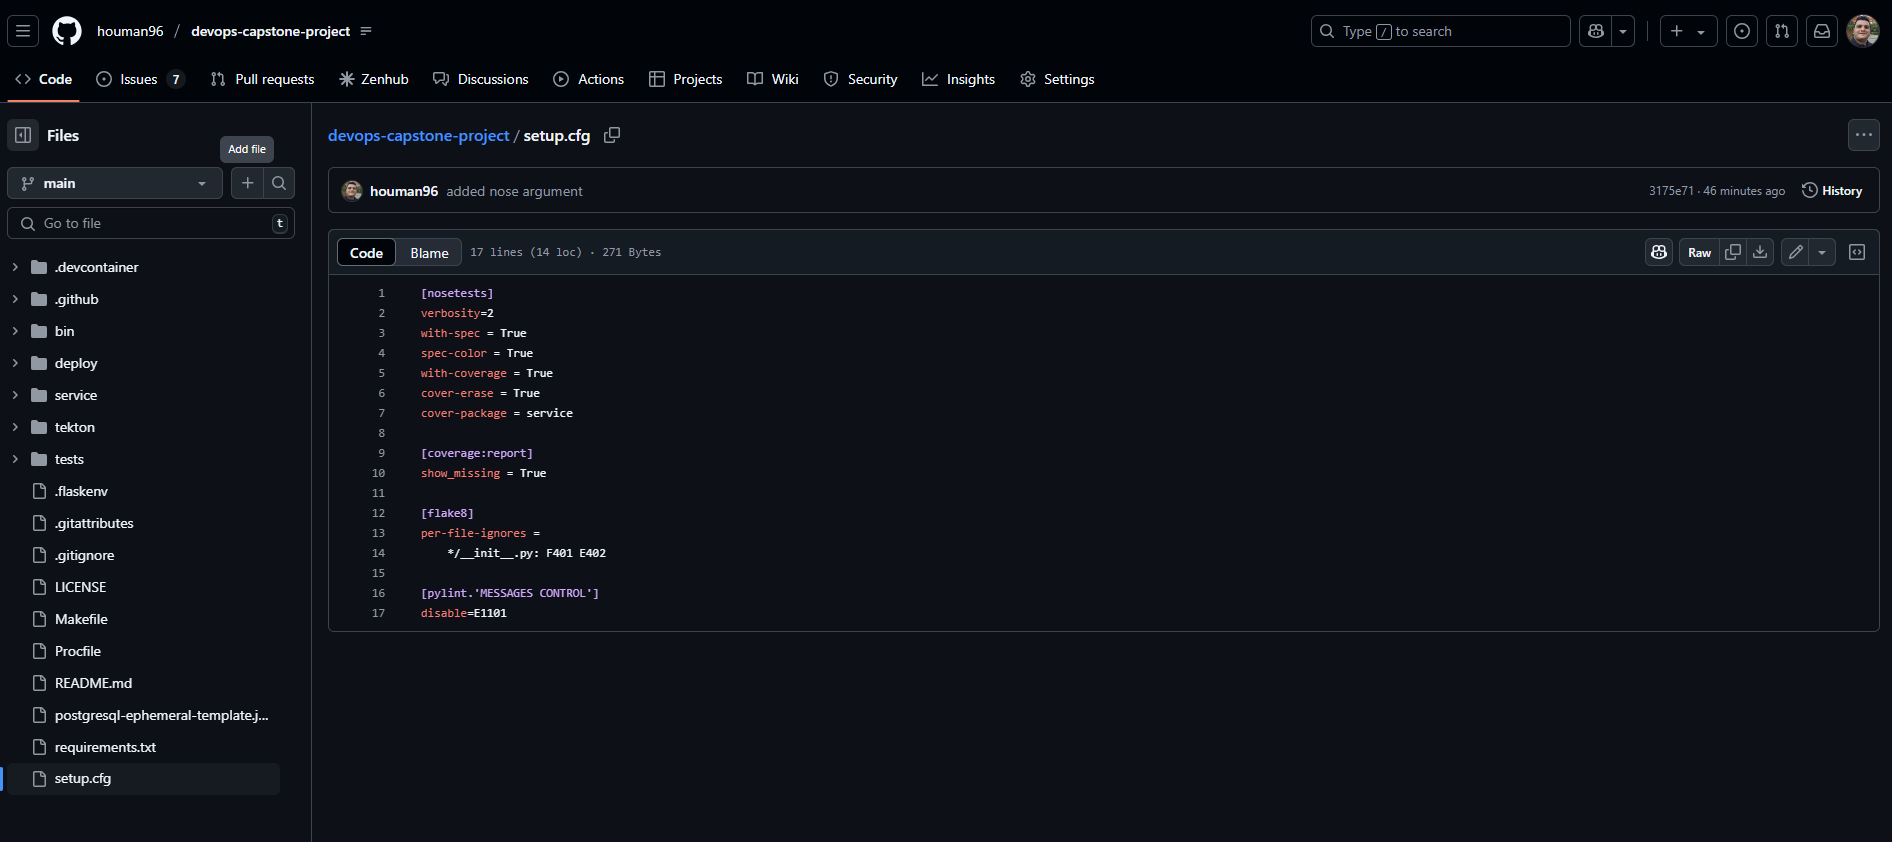 houman96 / devops-capstone-project
Type / to search
Code
Issues 7
Pull requests
Zenhub
Discussions
Actions
Projects
Wiki
Security
Insights
Settings
Files
Add file
main
Go to file
t
.devcontainer
.github
bin
deploy
service
tekton
tests
.flaskenv
.gitattributes
.gitignore
LICENSE
Makefile
Procfile
README.md
postgresql-ephemeral-template.j...
requirements.txt
setup.cfg
devops-capstone-project / setup.cfg
houman96 added nose argument
3175e71 · 46 minutes ago
History
Code
Blame
17 lines (14 loc) · 271 Bytes
Raw
1 [nosetests]
2 verbosity=2
3 with-spec = True
4 spec-color = True
5 with-coverage = True
6 cover-erase = True
7 cover-package = service
8
9 [coverage:report]
10 show_missing = True
11
12 [flake8]
13 per-file-ignores =
14     */__init__.py: F401 E402
15
16 [pylint.'MESSAGES CONTROL']
17 disable=E1101